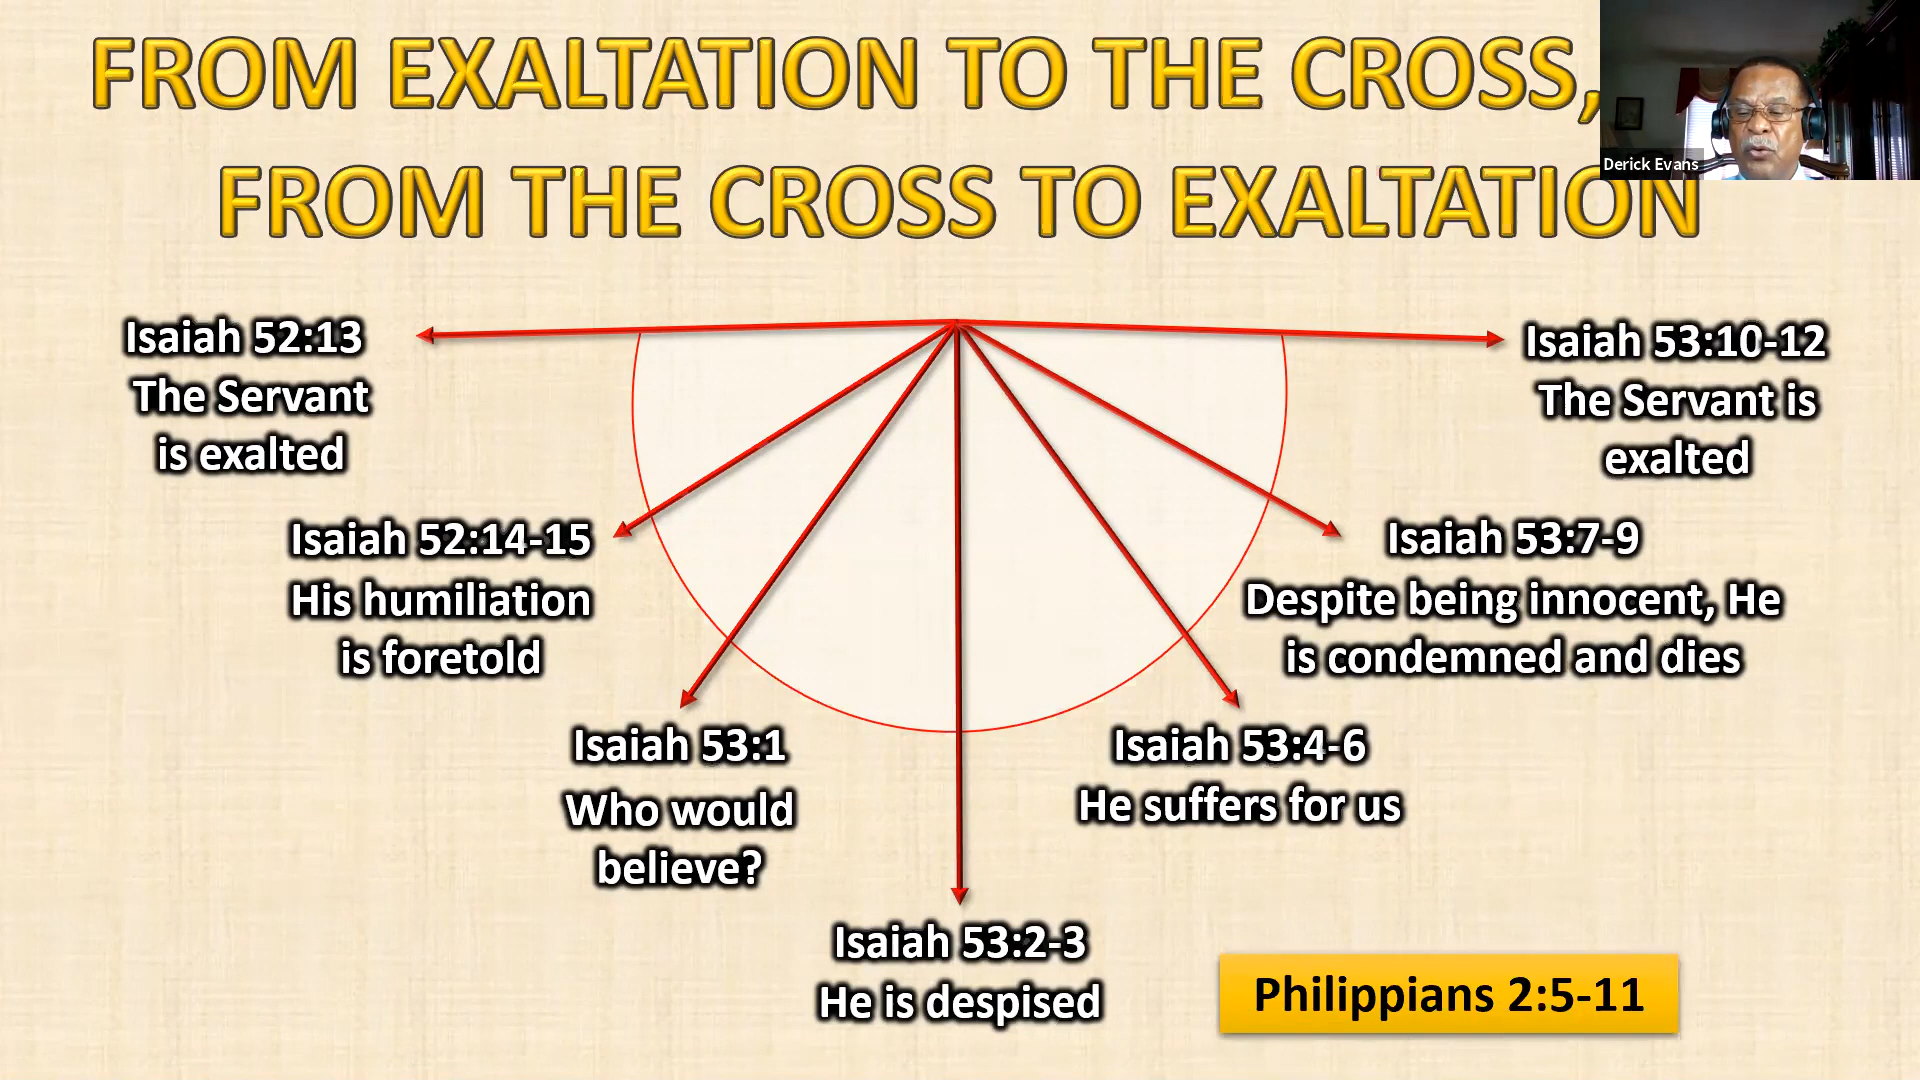 FROM EXALTATION TO THE CROSS,
FROM THE CROSS TO EXALTATION
Derick Evans
Isaiah 52:13
The Servant
is exalted
Isaiah 52:14-15
His humiliation
is foretold
Isaiah 53:1
Who would
believe?
Isaiah 53:2-3
He is despised
Isaiah 53:4-6
He suffers for us
Isaiah 53:7-9
Despite being innocent, He
is condemned and dies
Isaiah 53:10-12
The Servant is
exalted
Philippians 2:5-11